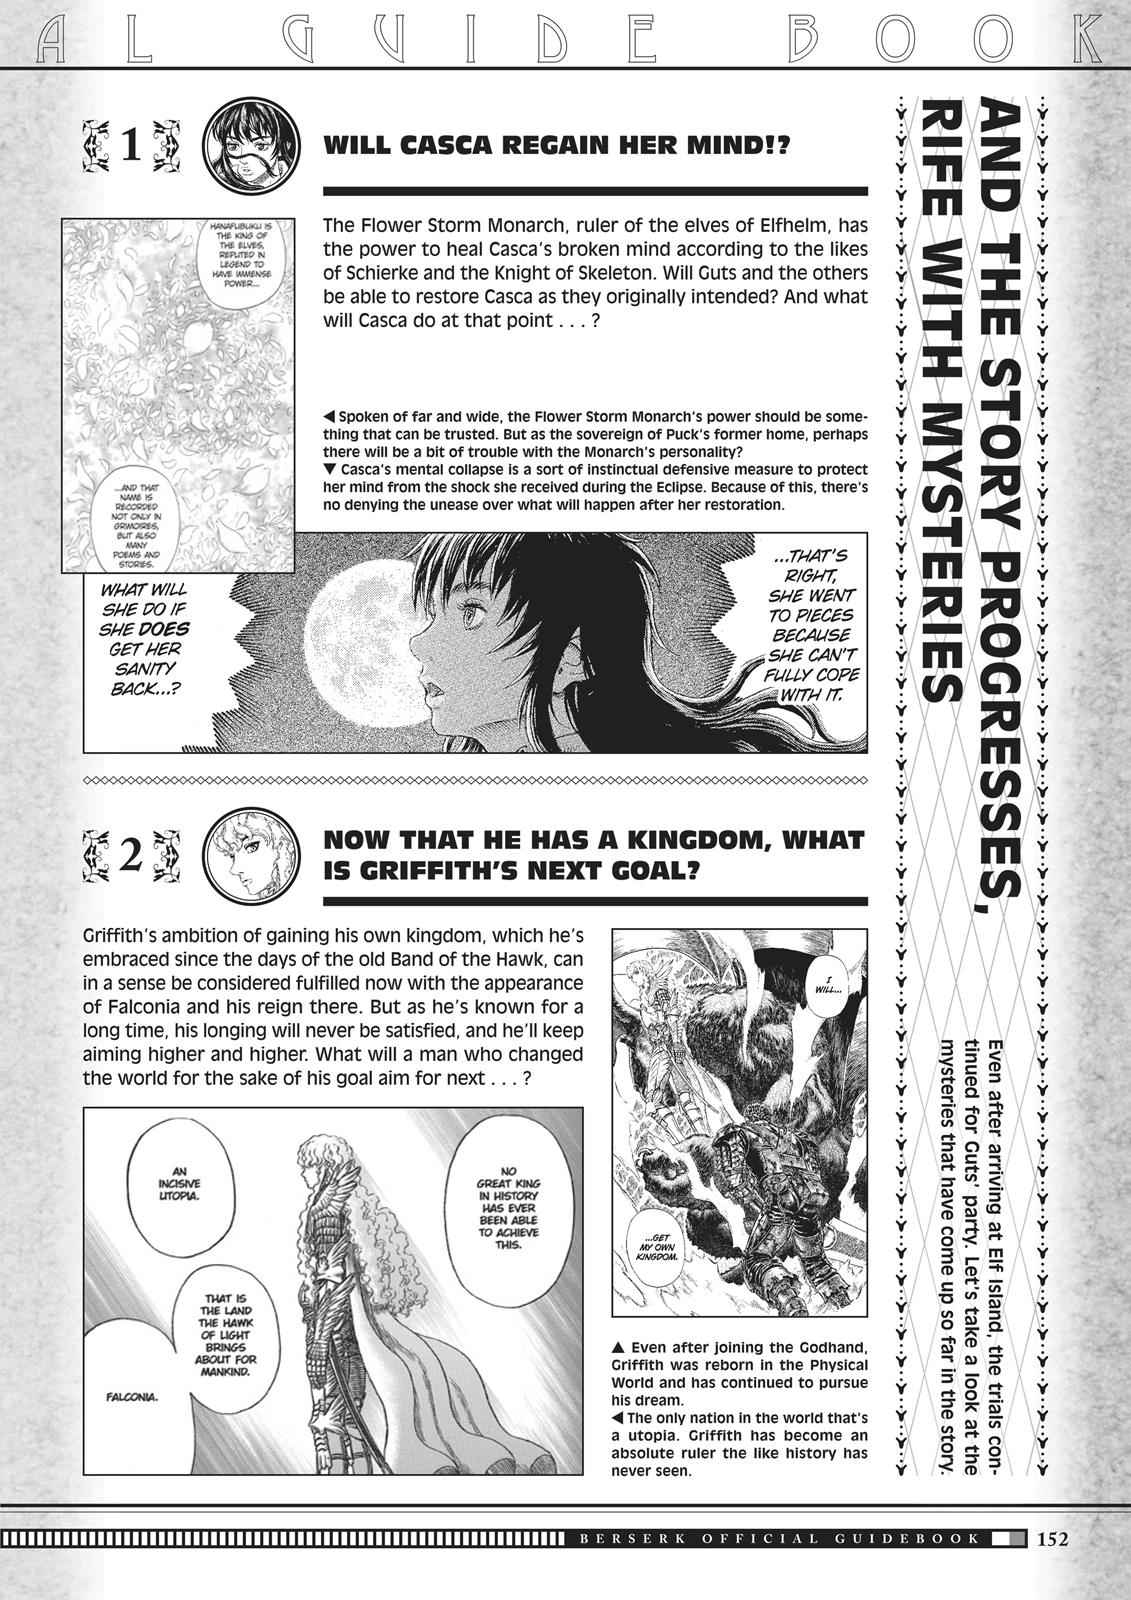 AL GUIDE BOOK
AND THE STORY PROGRESSES,
RIFE WITH MYSTERIES
Even after arriving at Elf Island, the trials con-
tinued for Guts' party. Let's take a look at the
mysteries that have come up so far in the story.
1
WILL CASCA REGAIN HER MIND!?
The Flower Storm Monarch, ruler of the elves of Elfhelm, has
the power to heal Casca's broken mind according to the likes
of Schierke and the Knight of Skeleton. Will Guts and the others
be able to restore Casca as they originally intended? And what
will Casca do at that point . . . ?
HANAFUBUKU IS
THE KING OF
THE ELVES,
REPUTED IN
LEGEND TO
HAVE IMMENSE
POWER...
...AND THAT
NAME IS
RECORDED
NOT ONLY IN
GRIMOIRES,
BUT ALSO
MANY
POEMS AND
STORIES.
◀ Spoken of far and wide, the Flower Storm Monarch's power should be some-
thing that can be trusted. But as the sovereign of Puck's former home, perhaps
there will be a bit of trouble with the Monarch's personality?
▼ Casca's mental collapse is a sort of instinctual defensive measure to protect
her mind from the shock she received during the Eclipse. Because of this, there's
no denying the unease over what will happen after her restoration.
...THAT'S
RIGHT,
SHE WENT
TO PIECES
BECAUSE
SHE CAN'T
FULLY COPE
WITH IT.
WHAT WILL
SHE DO IF
SHE DOES
GET HER
SANITY
BACK...?
2
NOW THAT HE HAS A KINGDOM, WHAT
IS GRIFFITH'S NEXT GOAL?
Griffith's ambition of gaining his own kingdom, which he's
embraced since the days of the old Band of the Hawk, can
in a sense be considered fulfilled now with the appearance
of Falconia and his reign there. But as he's known for a
long time, his longing will never be satisfied, and he'll keep
aiming higher and higher. What will a man who changed
the world for the sake of his goal aim for next . . . ?
I
WILL...
...GET
MY OWN
KINGDOM.
NO
GREAT KING
IN HISTORY
HAS EVER
BEEN ABLE
TO ACHIEVE
THIS.
AN
INCISIVE
UTOPIA.
THAT IS
THE LAND
THE HAWK
OF LIGHT
BRINGS
ABOUT FOR
MANKIND.
FALCONIA.
▲ Even after joining the Godhand,
Griffith was reborn in the Physical
World and has continued to pursue
his dream.
◀ The only nation in the world that's
a utopia. Griffith has become an
absolute ruler the like history has
never seen.
BERSERK OFFICIAL GUIDEBOOK 152